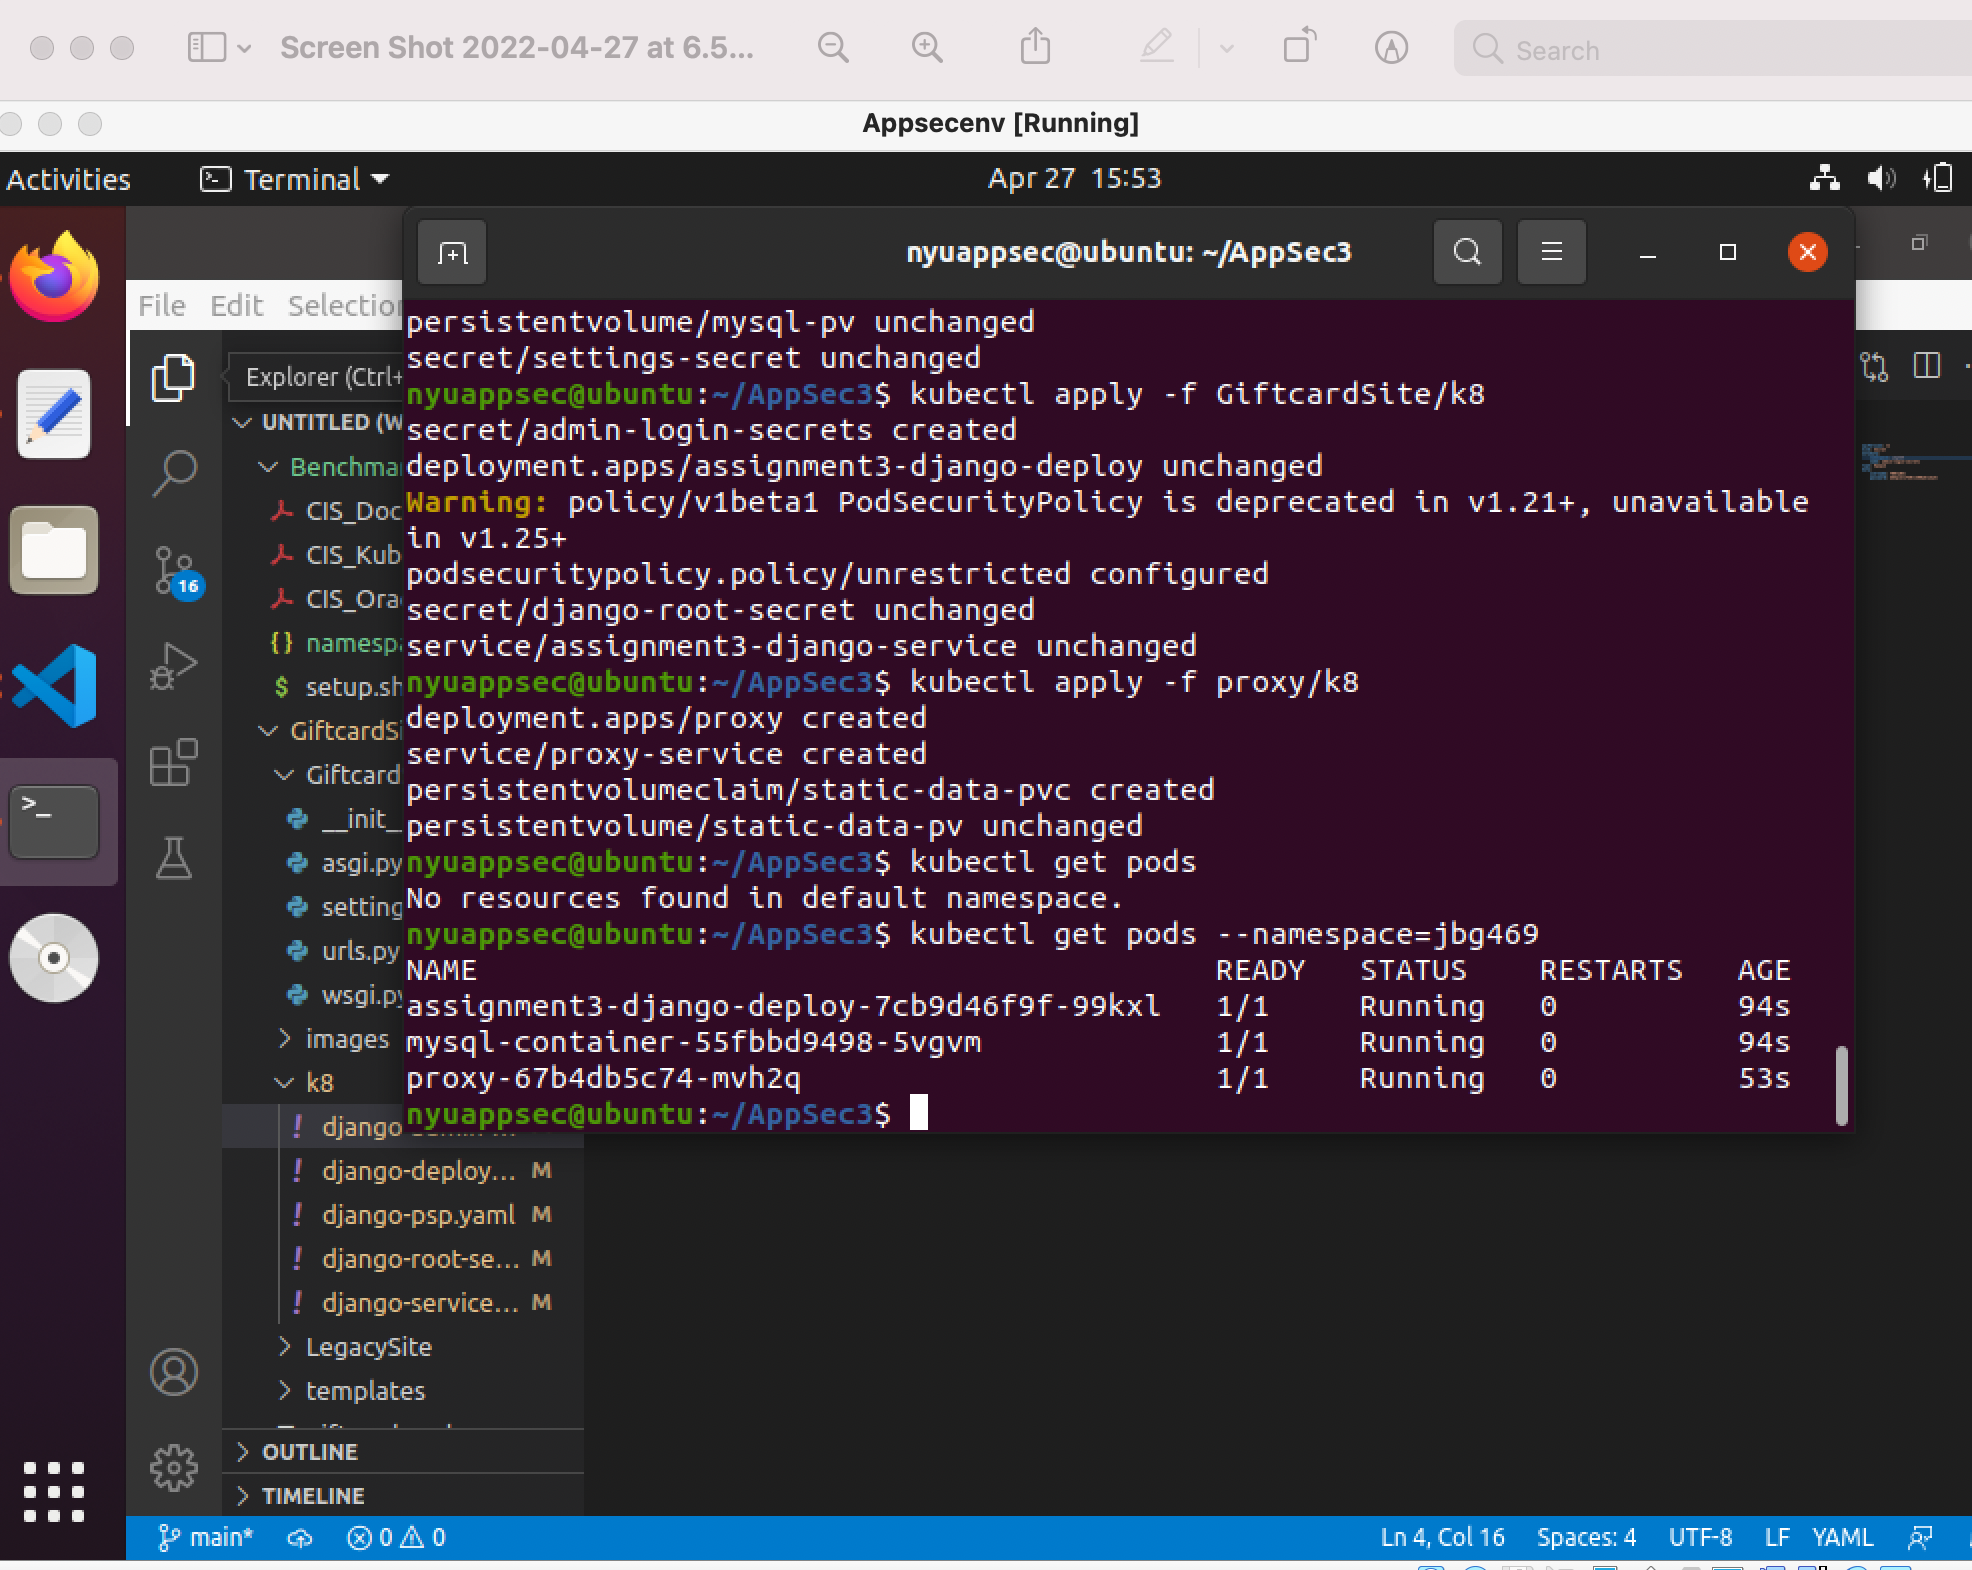 Screen Shot 2022-04-27 at 6.5...
Search
Appsecenv [Running]
Activities
Terminal
Apr 27 15:53
nyuappsec@ubuntu: ~/AppSec3
File Edit Selection
Explorer (Ctrl+
UNTITLED (W
Benchma
CIS_Doc
CIS_Kub
CIS_Ora
{} namesp
$ setup.sh
GiftcardSi
Giftcard
__init_
asgi.py
setting
urls.py
wsgi.py
images
k8
! django-admin-...
! django-deploy... M
! django-psp.yaml M
! django-root-se... M
! django-service... M
LegacySite
templates
OUTLINE
TIMELINE
16
persistentvolume/mysql-pv unchanged
secret/settings-secret unchanged
nyuappsec@ubuntu:~/AppSec3$ kubectl apply -f GiftcardSite/k8
secret/admin-login-secrets created
deployment.apps/assignment3-django-deploy unchanged
Warning: policy/v1beta1 PodSecurityPolicy is deprecated in v1.21+, unavailable
in v1.25+
podsecuritypolicy.policy/unrestricted configured
secret/django-root-secret unchanged
service/assignment3-django-service unchanged
nyuappsec@ubuntu:~/AppSec3$ kubectl apply -f proxy/k8
deployment.apps/proxy created
service/proxy-service created
persistentvolumeclaim/static-data-pvc created
persistentvolume/static-data-pv unchanged
nyuappsec@ubuntu:~/AppSec3$ kubectl get pods
No resources found in default namespace.
nyuappsec@ubuntu:~/AppSec3$ kubectl get pods --namespace=jbg469
NAME READY STATUS RESTARTS AGE
assignment3-django-deploy-7cb9d46f9f-99kxl 1/1 Running 0 94s
mysql-container-55fbbd9498-5vgvm 1/1 Running 0 94s
proxy-67b4db5c74-mvh2q 1/1 Running 0 53s
nyuappsec@ubuntu:~/AppSec3$
main* 0 0
Ln 4, Col 16 Spaces: 4 UTF-8 LF YAML